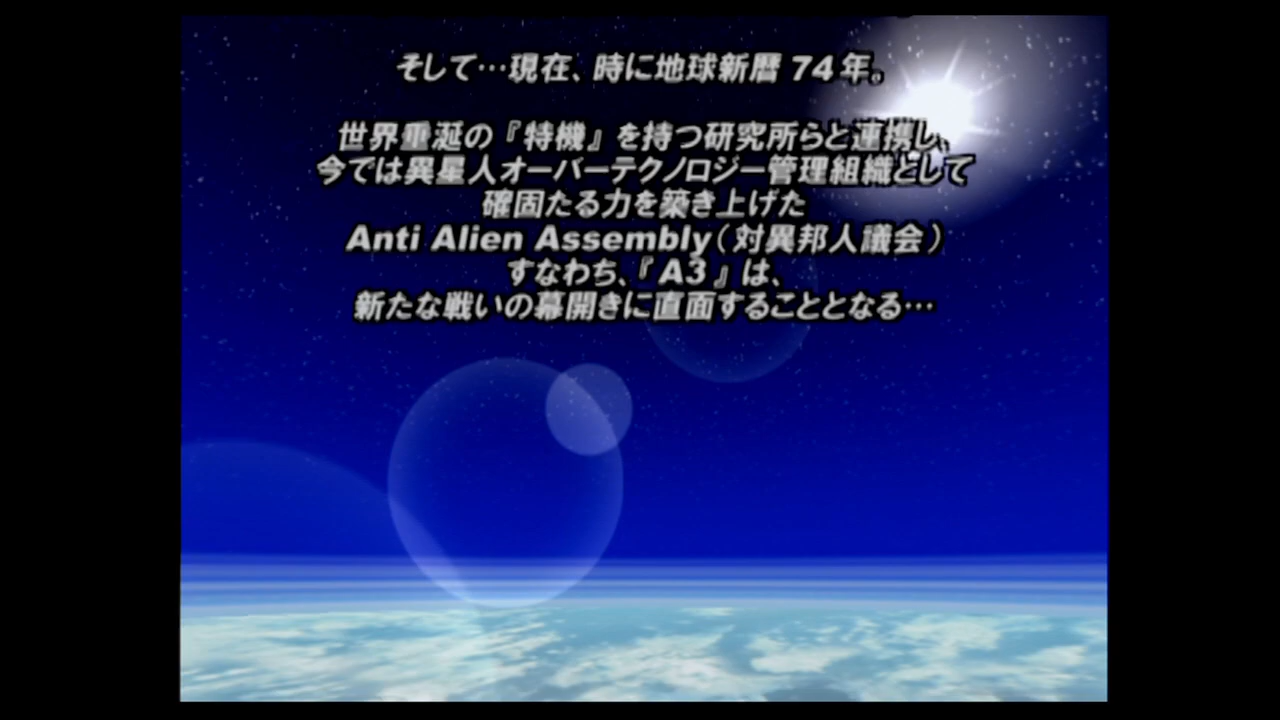 そして…現在、時に地球新暦74年。
世界垂涎の『特機』を持つ研究所らと連携し、
今では異星人オーバーテクノロジー管理組織として
確固たる力を築き上げた
Anti Alien Assembly（対異邦人議会）
すなわち、『A3』は、
新たな戦いの幕開きに直面することとなる…